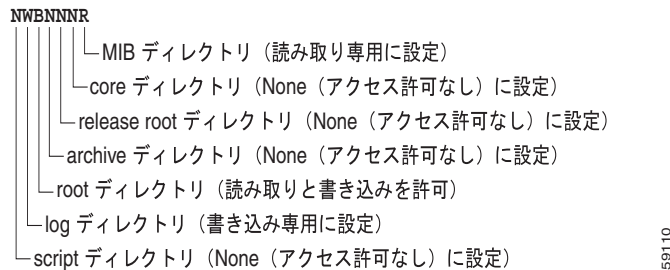 NWBNNNR
MIB ディレクトリ（読み取り専用に設定）
core ディレクトリ（None（アクセス許可なし）に設定）
release root ディレクトリ（None（アクセス許可なし）に設定）
archive ディレクトリ（None（アクセス許可なし）に設定）
root ディレクトリ（読み取りと書き込みを許可）
log ディレクトリ（書き込み専用に設定）
script ディレクトリ（None（アクセス許可なし）に設定）
59110